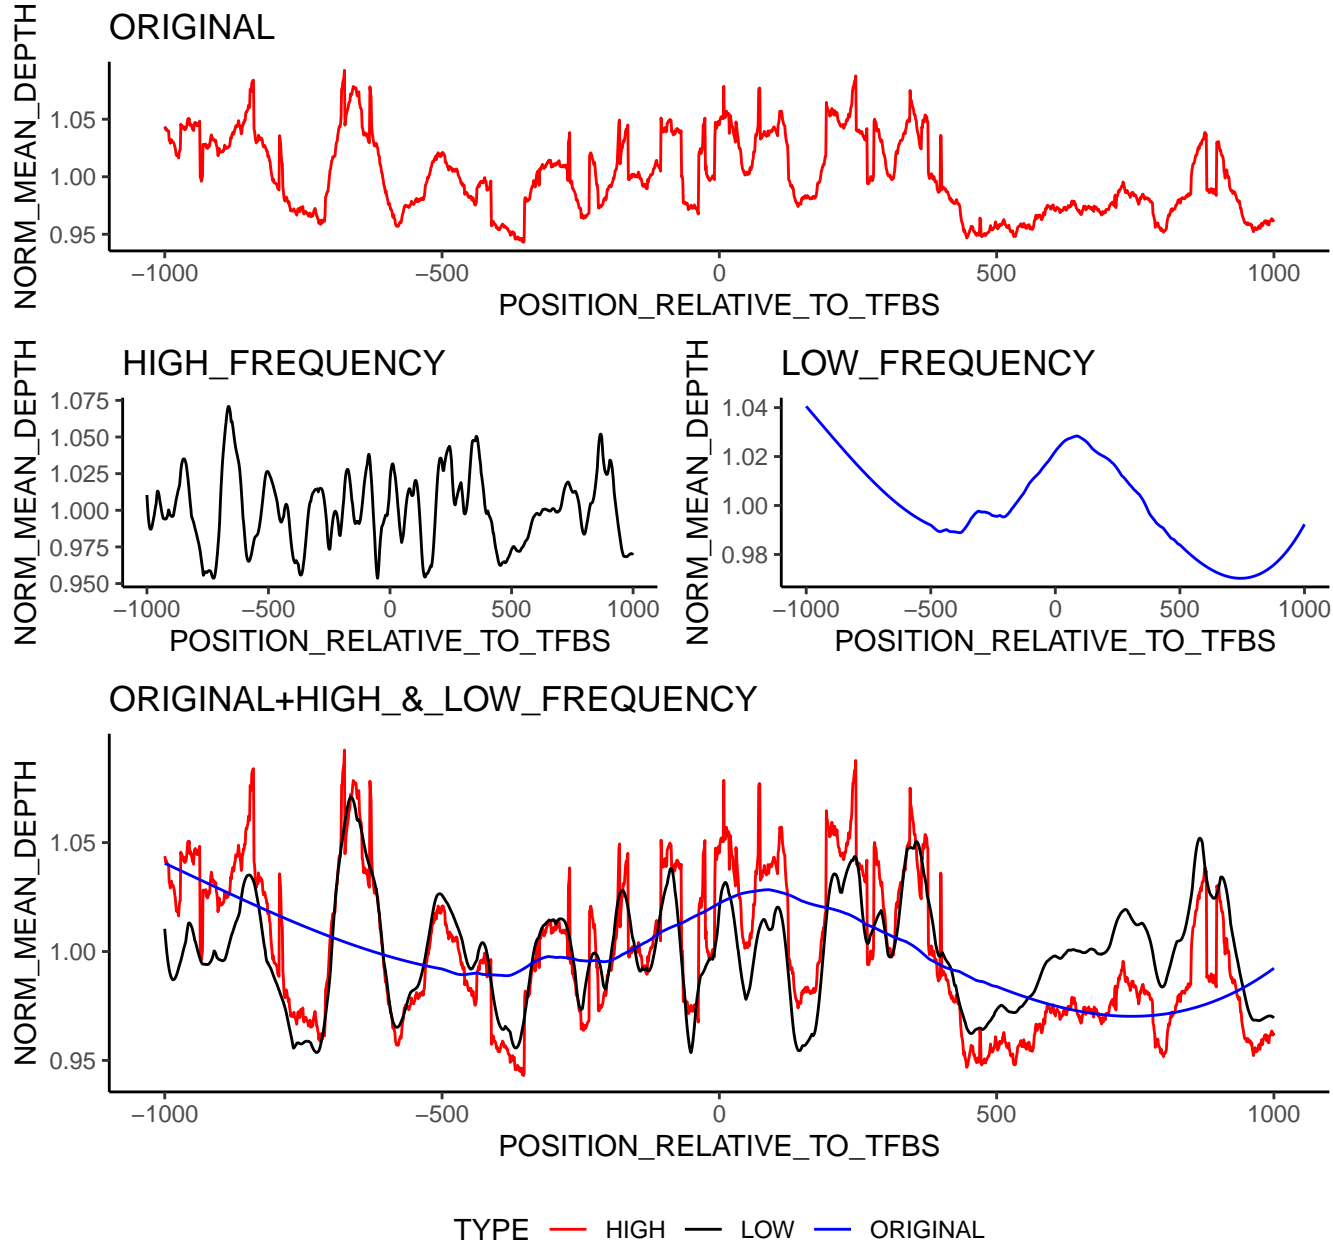 ORIGINAL
NORM_MEAN_DEPTH
1.05
1.00
0.95
−1000 −500 0 500 1000
POSITION_RELATIVE_TO_TFBS
HIGH_FREQUENCY
NORM_MEAN_DEPTH
1.075
1.050
1.025
1.000
0.975
0.950
−1000 −500 0 500 1000
POSITION_RELATIVE_TO_TFBS
LOW_FREQUENCY
NORM_MEAN_DEPTH
1.04
1.02
1.00
0.98
−1000 −500 0 500 1000
POSITION_RELATIVE_TO_TFBS
ORIGINAL+HIGH_&_LOW_FREQUENCY
NORM_MEAN_DEPTH
1.05
1.00
0.95
−1000 −500 0 500 1000
POSITION_RELATIVE_TO_TFBS
TYPE HIGH LOW ORIGINAL